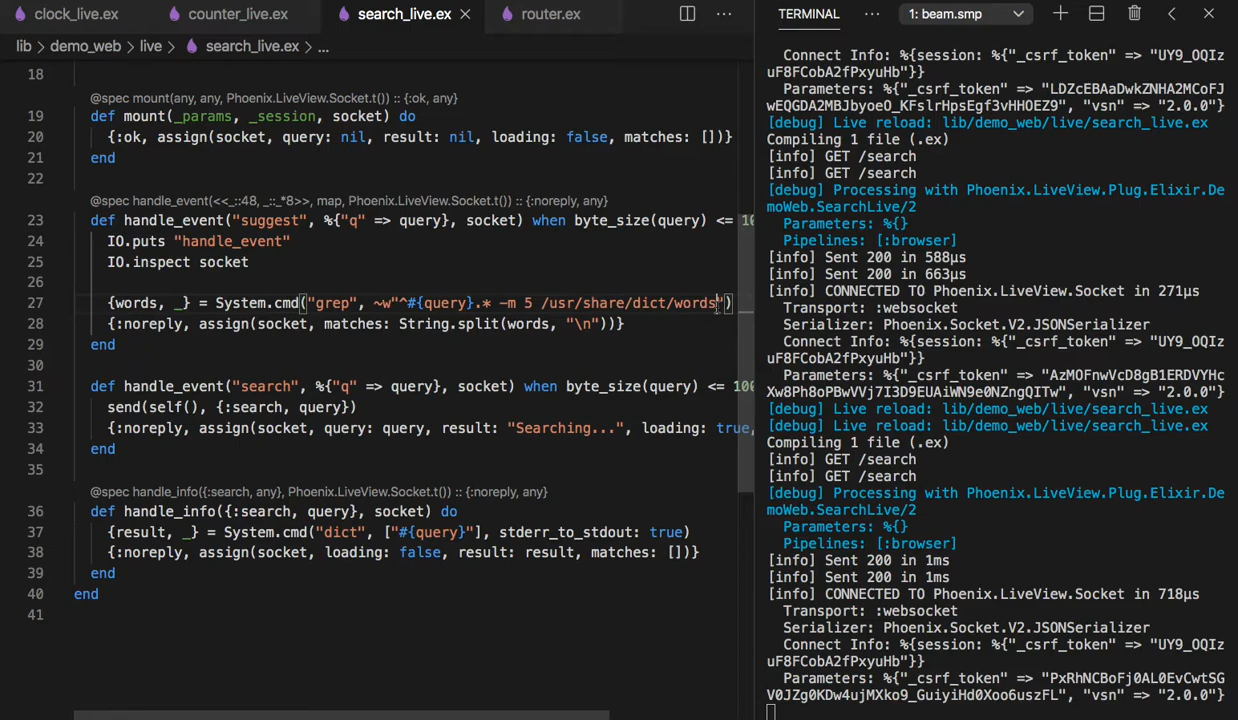 clock_live.ex
counter_live.ex
search_live.ex
router.ex
lib > demo_web > live > search_live.ex > ...
18
@spec mount(any, any, Phoenix.LiveView.Socket.t()) :: {:ok, any}
19 def mount(_params, _session, socket) do
20 {:ok, assign(socket, query: nil, result: nil, loading: false, matches: [])}
21 end
22
@spec handle_event(<<_::48, _::_*8>>, map, Phoenix.LiveView.Socket.t()) :: {:noreply, any}
23 def handle_event("suggest", %{"q" => query}, socket) when byte_size(query) <= 10
24 IO.puts "handle_event"
25 IO.inspect socket
26
27 {words, _} = System.cmd("grep", ~w"^#{query}.* -m 5 /usr/share/dict/words")
28 {:noreply, assign(socket, matches: String.split(words, "\n"))}
29 end
30
31 def handle_event("search", %{"q" => query}, socket) when byte_size(query) <= 100
32 send(self(), {:search, query})
33 {:noreply, assign(socket, query: query, result: "Searching...", loading: true,
34 end
35
@spec handle_info({:search, any}, Phoenix.LiveView.Socket.t()) :: {:noreply, any}
36 def handle_info({:search, query}, socket) do
37 {result, _} = System.cmd("dict", ["#{query}"], stderr_to_stdout: true)
38 {:noreply, assign(socket, loading: false, result: result, matches: [])}
39 end
40 end
41
TERMINAL
1: beam.smp
Connect Info: %{session: %{"_csrf_token" => "UY9_OQIz
uF8FCobA2fPxyuHb"}}
Parameters: %{"_csrf_token" => "LDZcEBAaDwkZNHA2MCoFJ
wEQGDA2MBJbyoeO_KFslrHpsEgf3vHHOEZ9", "vsn" => "2.0.0"}
[debug] Live reload: lib/demo_web/live/search_live.ex
Compiling 1 file (.ex)
[info] GET /search
[info] GET /search
[debug] Processing with Phoenix.LiveView.Plug.Elixir.De
moWeb.SearchLive/2
Parameters: %{}
Pipelines: [:browser]
[info] Sent 200 in 588µs
[info] Sent 200 in 663µs
[info] CONNECTED TO Phoenix.LiveView.Socket in 271µs
Transport: :websocket
Serializer: Phoenix.Socket.V2.JSONSerializer
Connect Info: %{session: %{"_csrf_token" => "UY9_OQIz
uF8FCobA2fPxyuHb"}}
Parameters: %{"_csrf_token" => "AzMOFnwVcD8gB1ERDVYHc
Xw8Ph8oPBwVVj7I3D9EUAiWN9e0NZngQITw", "vsn" => "2.0.0"}
[debug] Live reload: lib/demo_web/live/search_live.ex
[debug] Live reload: lib/demo_web/live/search_live.ex
Compiling 1 file (.ex)
[info] GET /search
[info] GET /search
[debug] Processing with Phoenix.LiveView.Plug.Elixir.De
moWeb.SearchLive/2
Parameters: %{}
Pipelines: [:browser]
[info] Sent 200 in 1ms
[info] Sent 200 in 1ms
[info] CONNECTED TO Phoenix.LiveView.Socket in 718µs
Transport: :websocket
Serializer: Phoenix.Socket.V2.JSONSerializer
Connect Info: %{session: %{"_csrf_token" => "UY9_OQIz
uF8FCobA2fPxyuHb"}}
Parameters: %{"_csrf_token" => "PxRhNCBoFj0AL0EvCwtSG
V0JZg0KDw4ujMXko9_GuiyiHd0Xoo6uszFL", "vsn" => "2.0.0"}